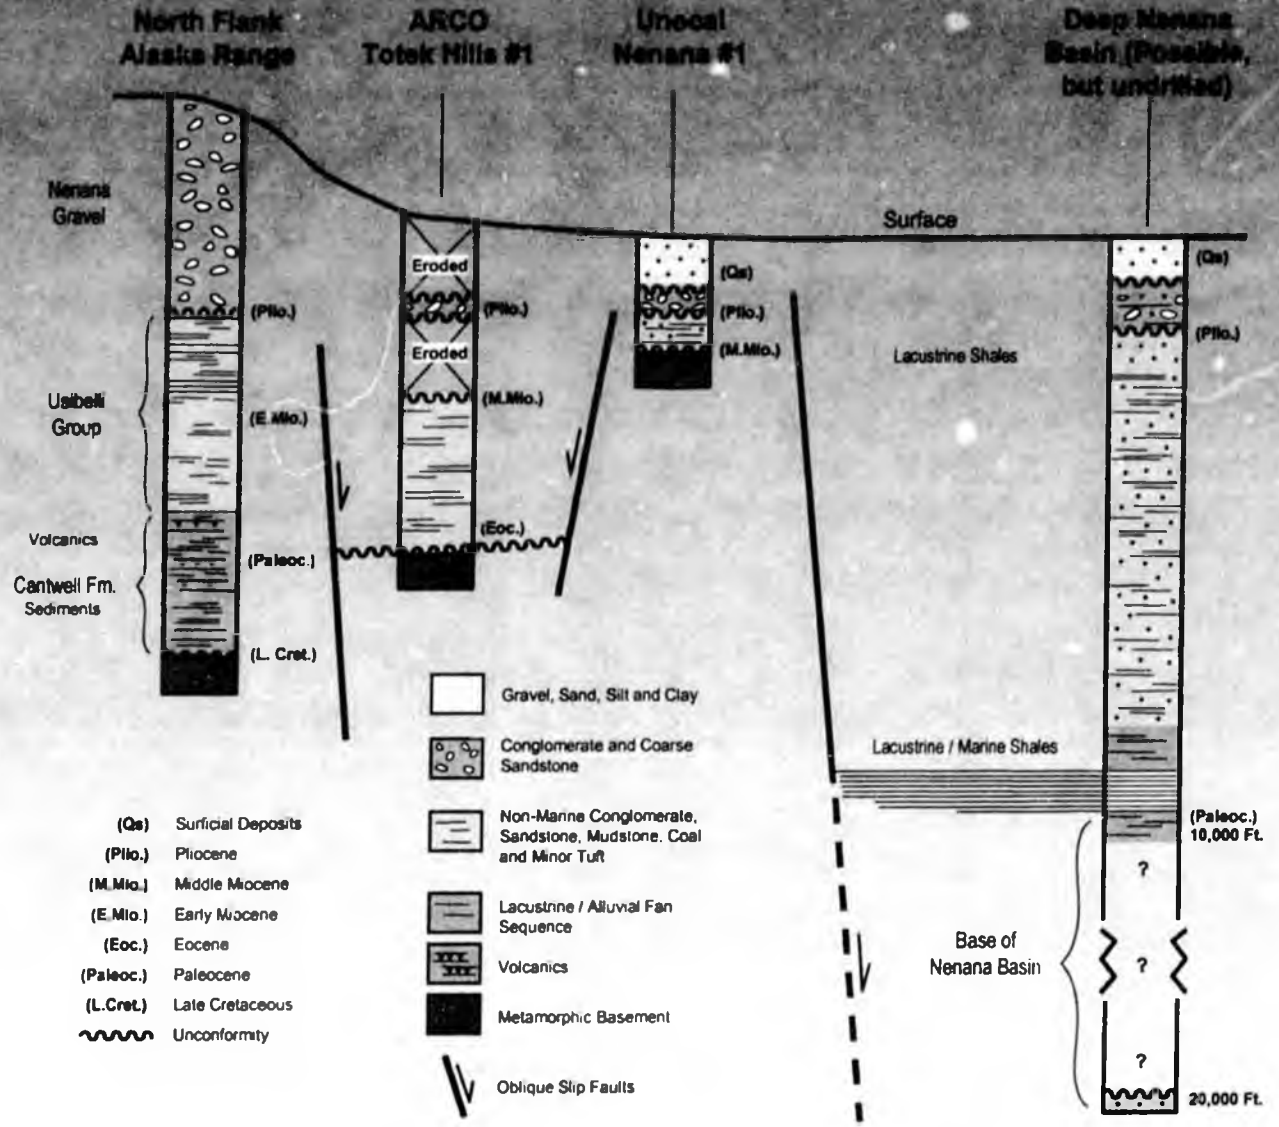 North Flank
Alaska Range
ARCO
Totek Hills #1
Unocal
Nenana #1
Deep Nenana
Basin (Possible,
but undrilled)
Nenana
Gravel
Surface
Eroded
(Qs)
(Qs)
(Plio.)
(Plio.)
(Plio.)
(Plio.)
Eroded
(M.Mio.)
Lacustrine Shales
Usibelli
Group
(E.Mio.)
(M.Mio.)
(Eoc.)
Volcanics
(Paleoc.)
Cantwell Fm.
Sediments
(L. Cret.)
Gravel, Sand, Silt and Clay
Conglomerate and Coarse
Sandstone
Non-Marine Conglomerate,
Sandstone, Mudstone. Coal
and Minor Tuft
Lacustrine / Alluvial Fan
Sequence
Volcanics
Metamorphic Basement
Oblique Slip Faults
(Qs) Surficial Deposits
(Plio.) Pliocene
(M.Mio.) Middle Miocene
(E.Mio.) Early Miocene
(Eoc.) Eocene
(Paleoc.) Paleocene
(L.Cret.) Late Cretaceous
Unconformity
Lacustrine / Marine Shales
(Paleoc.)
10,000 Ft.
?
Base of
Nenana Basin
?
?
20,000 Ft.